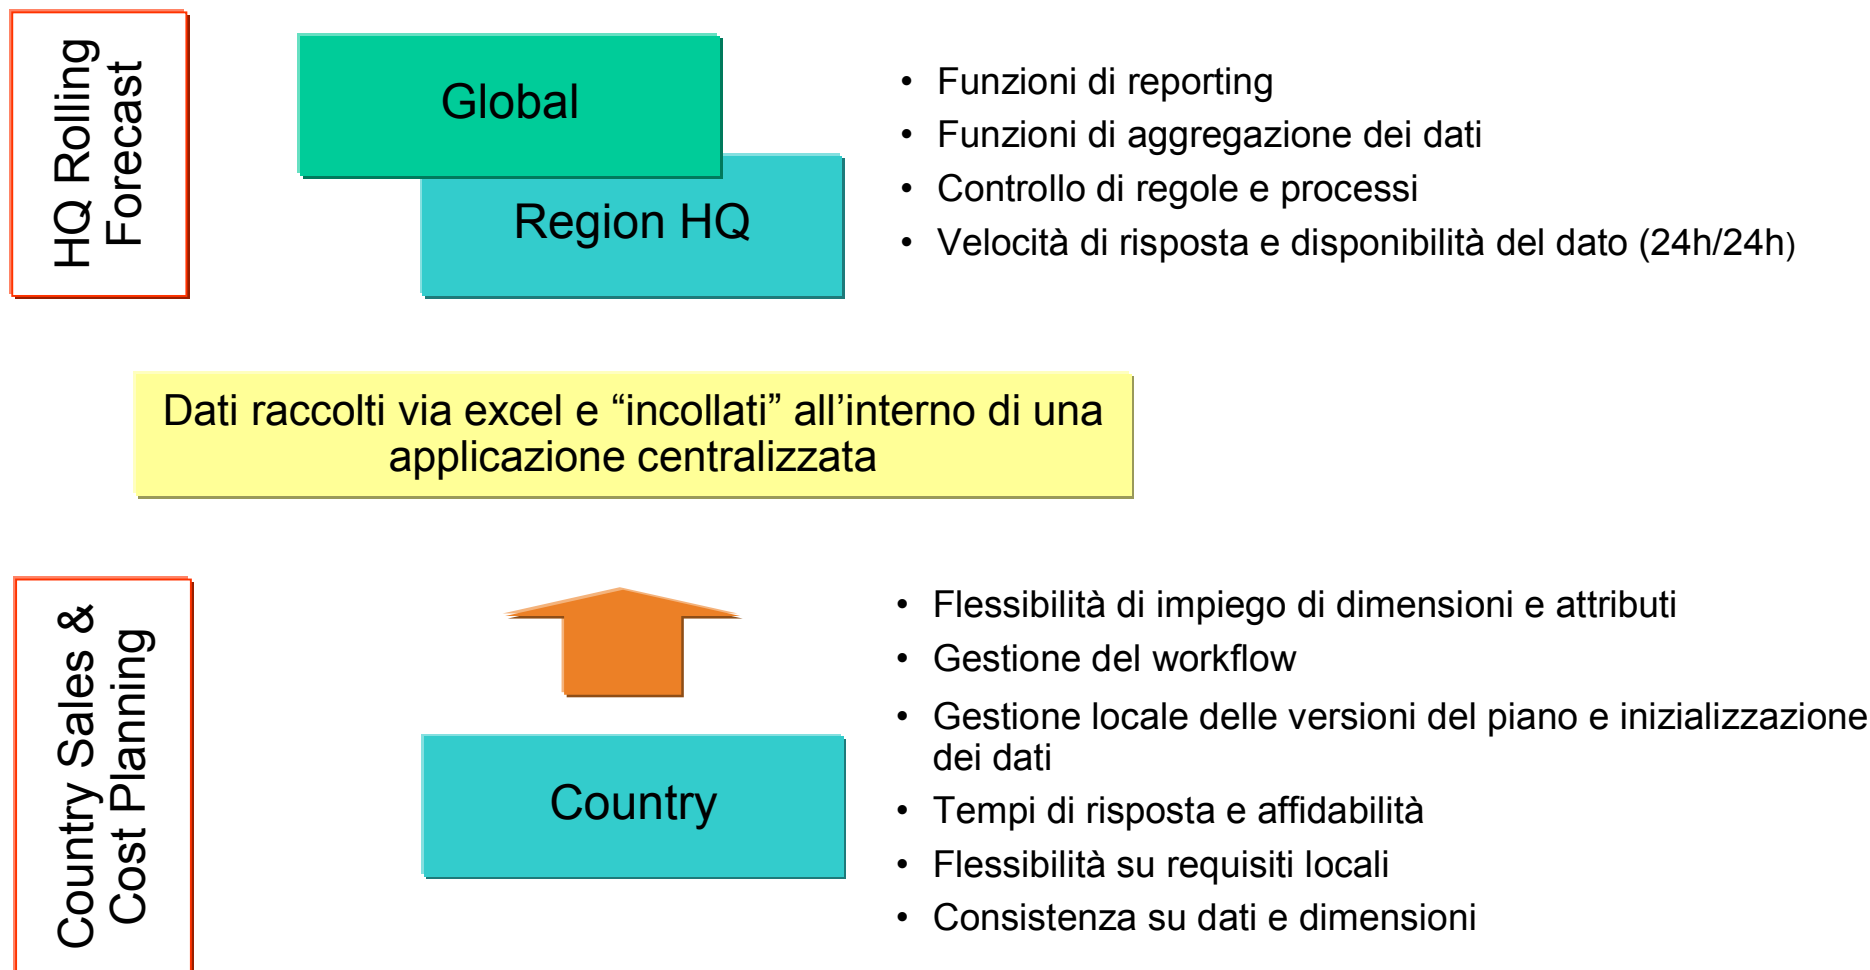 HQ Rolling
Forecast
Global
Region HQ
• Funzioni di reporting
• Funzioni di aggregazione dei dati
• Controllo di regole e processi
• Velocità di risposta e disponibilità del dato (24h/24h)
Dati raccolti via excel e “incollati” all’interno di una
applicazione centralizzata
Country Sales &
Cost Planning
Country
• Flessibilità di impiego di dimensioni e attributi
• Gestione del workflow
• Gestione locale delle versioni del piano e inizializzazione
dei dati
• Tempi di risposta e affidabilità
• Flessibilità su requisiti locali
• Consistenza su dati e dimensioni